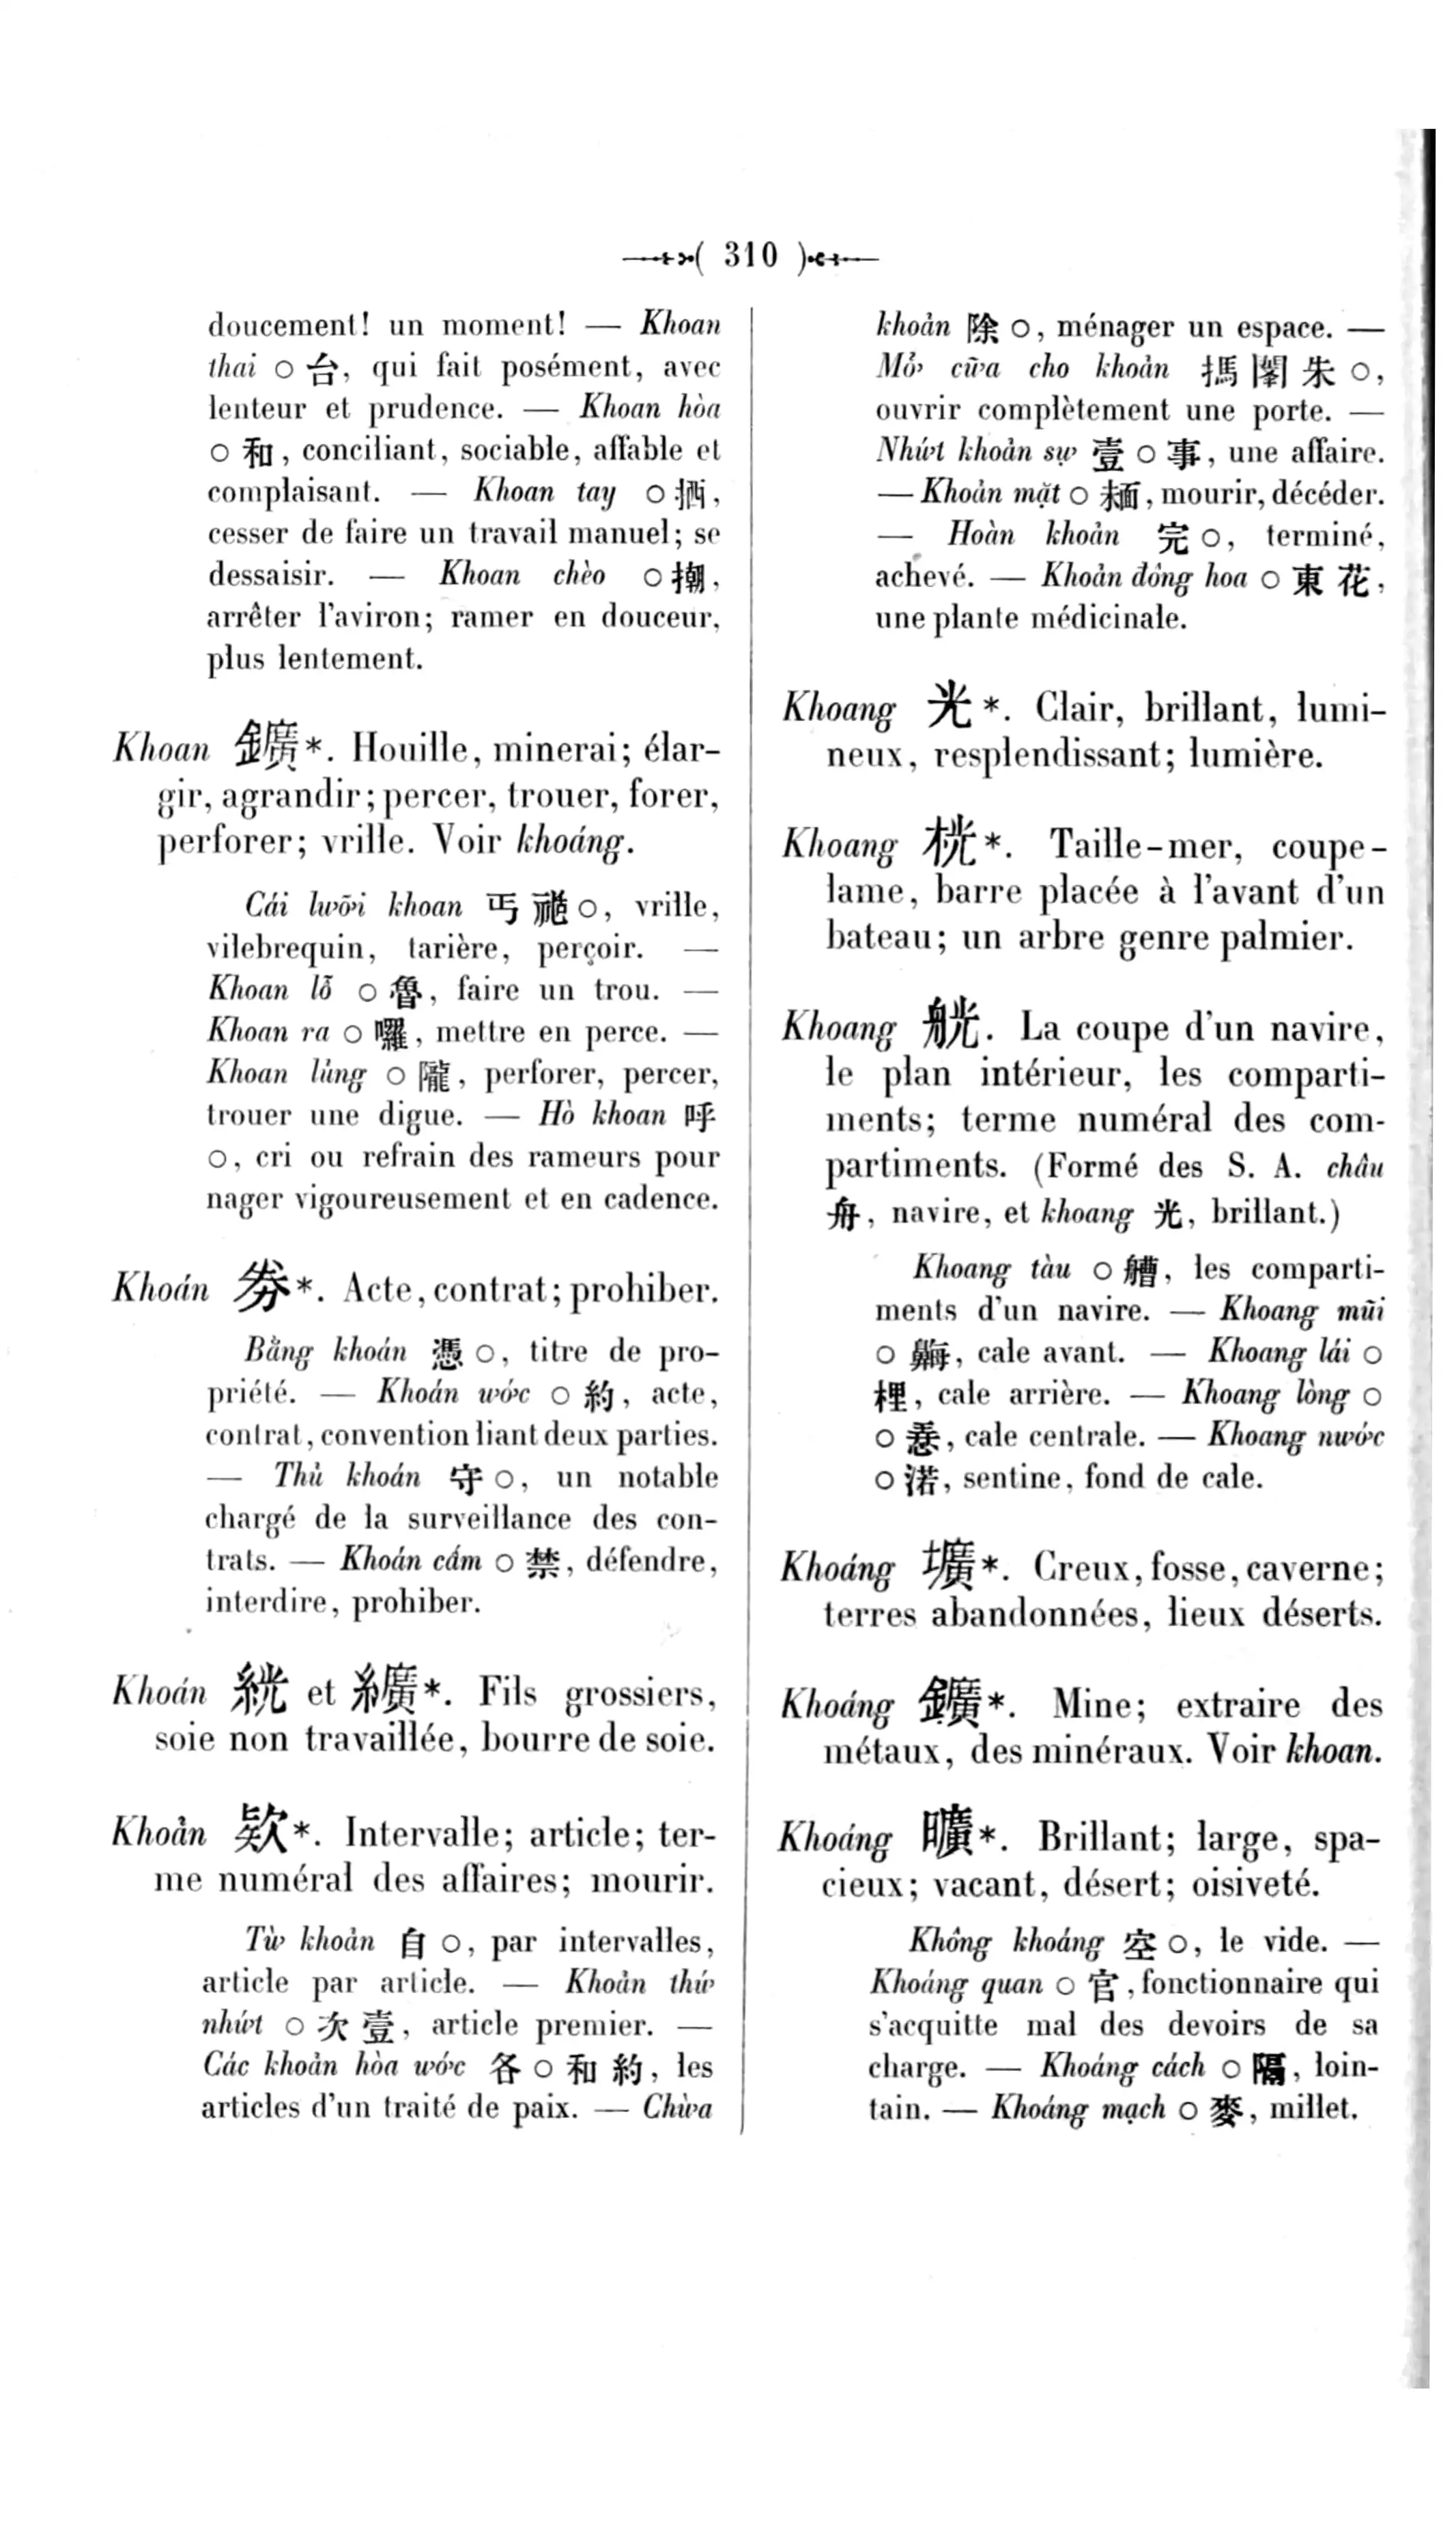 ( 310 )
doucement! un moment! — Khoan
thai ○ 台, qui fait posément, avec
lenteur et prudence. — Khoan hòa
○ 和, conciliant, sociable, affable et
complaisant. — Khoan tay ○ 拪,
cesser de faire un travail manuel; se
dessaisir. — Khoan chèo ○ 𢴿,
arrêter l'aviron; ramer en douceur,
plus lentement.
Khoan 鑛*. Houille, minerai; élar-
gir, agrandir; percer, trouer, forer,
perforer; vrille. Voir khoáng.
Cái lưỡi khoan 丐 ○, vrille,
vilebrequin, tarière, perçoir. —
Khoan lỗ ○ 魯, faire un trou. —
Khoan ra ○ 囉, mettre en perce. —
Khoan lủng ○ 隴, perforer, percer,
trouer une digue. — Hò khoan 呼
○, cri ou refrain des rameurs pour
nager vigoureusement et en cadence.
Khoán 劵*. Acte, contrat; prohiber.
Bằng khoán 憑 ○, titre de pro-
priété. — Khoán ước ○ 約, acte,
contrat, convention liant deux parties.
— Thủ khoán 守 ○, un notable
chargé de la surveillance des con-
trats. — Khoán cấm ○ 禁, défendre,
interdire, prohiber.
Khoán 絖 et 纊*. Fils grossiers,
soie non travaillée, bourre de soie.
Khoản 欵*. Intervalle; article; ter-
me numéral des affaires; mourir.
Từ khoản 自 ○, par intervalles,
article par article. — Khoản thứ
nhứt ○ 次 壹, article premier. —
Các khoản hòa ước 各 ○ 和 約, les
articles d'un traité de paix. — Chừa
khoản 除 ○, ménager un espace. —
Mở cữa cho khoản 搗 朱 ○,
ouvrir complètement une porte. —
Nhứt khoản sự 壹 ○ 事, une affaire.
— Khoản mặt ○, mourir, décéder.
— Hoàn khoản 完 ○, terminé,
achevé. — Khoản đông hoa ○ 東 花,
une plante médicinale.
Khoang 光*. Clair, brillant, lumi-
neux, resplendissant; lumière.
Khoang 桄*. Taille-mer, coupe-
lame, barre placée à l'avant d'un
bateau; un arbre genre palmier.
Khoang 舦. La coupe d'un navire,
le plan intérieur, les comparti-
ments; terme numéral des com-
partiments. (Formé des S. A. châu
舟, navire, et khoang 光, brillant.)
Khoang tàu ○ 艚, les comparti-
ments d'un navire. — Khoang mũi
○, cale avant. — Khoang lái ○
梩, cale arrière. — Khoang lòng ○
○, cale centrale. — Khoang nước
○ 渃, sentine, fond de cale.
Khoáng 壙*. Creux, fosse, caverne;
terres abandonnées, lieux déserts.
Khoáng 鑛*. Mine; extraire des
métaux, des minéraux. Voir khoan.
Khoáng 曠*. Brillant; large, spa-
cieux; vacant, désert; oisiveté.
Không khoáng 空 ○, le vide. —
Khoáng quan ○ 官, fonctionnaire qui
s'acquitte mal des devoirs de sa
charge. — Khoáng cách ○ 隔, loin-
tain. — Khoáng mạch ○ 麥, millet.